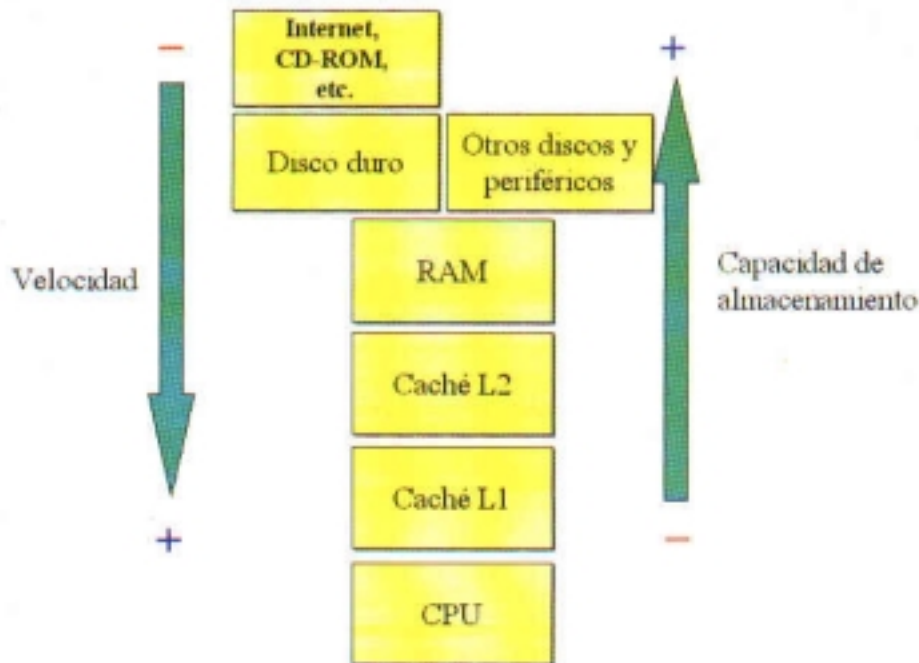 −
Internet,
CD-ROM,
etc.
+
Disco duro
Otros discos y
periféricos
RAM
Velocidad
Capacidad de
almacenamiento
Caché L2
Caché L1
+
−
CPU